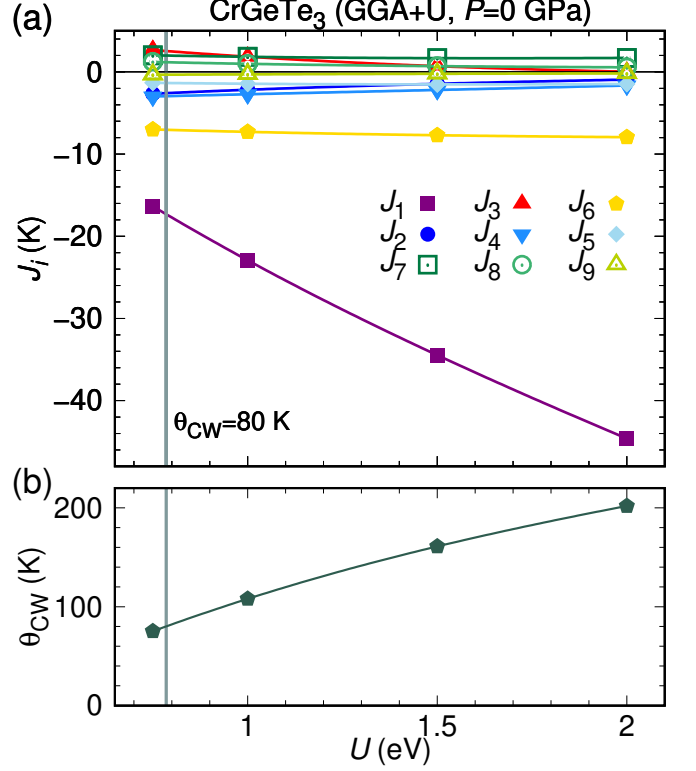 (a)
CrGeTe3 (GGA+U, P=0 GPa)
0
−10
−20
−30
−40
Ji (K)
J1 J3 J6
J2 J4 J5
J7 J8 J9
θCW=80 K
(b)
200
100
0
θCW (K)
1 1.5 2
U (eV)